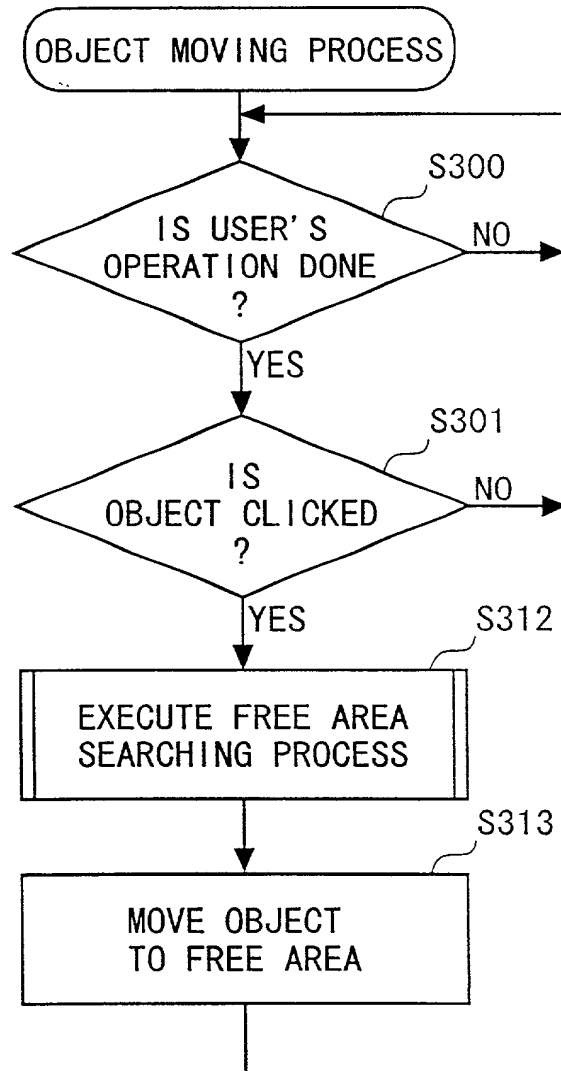 OBJECT MOVING PROCESS
S300
IS USER'S
OPERATION DONE
?
NO
YES
S301
IS
OBJECT CLICKED
?
NO
YES
S312
EXECUTE FREE AREA
SEARCHING PROCESS
S313
MOVE OBJECT
TO FREE AREA